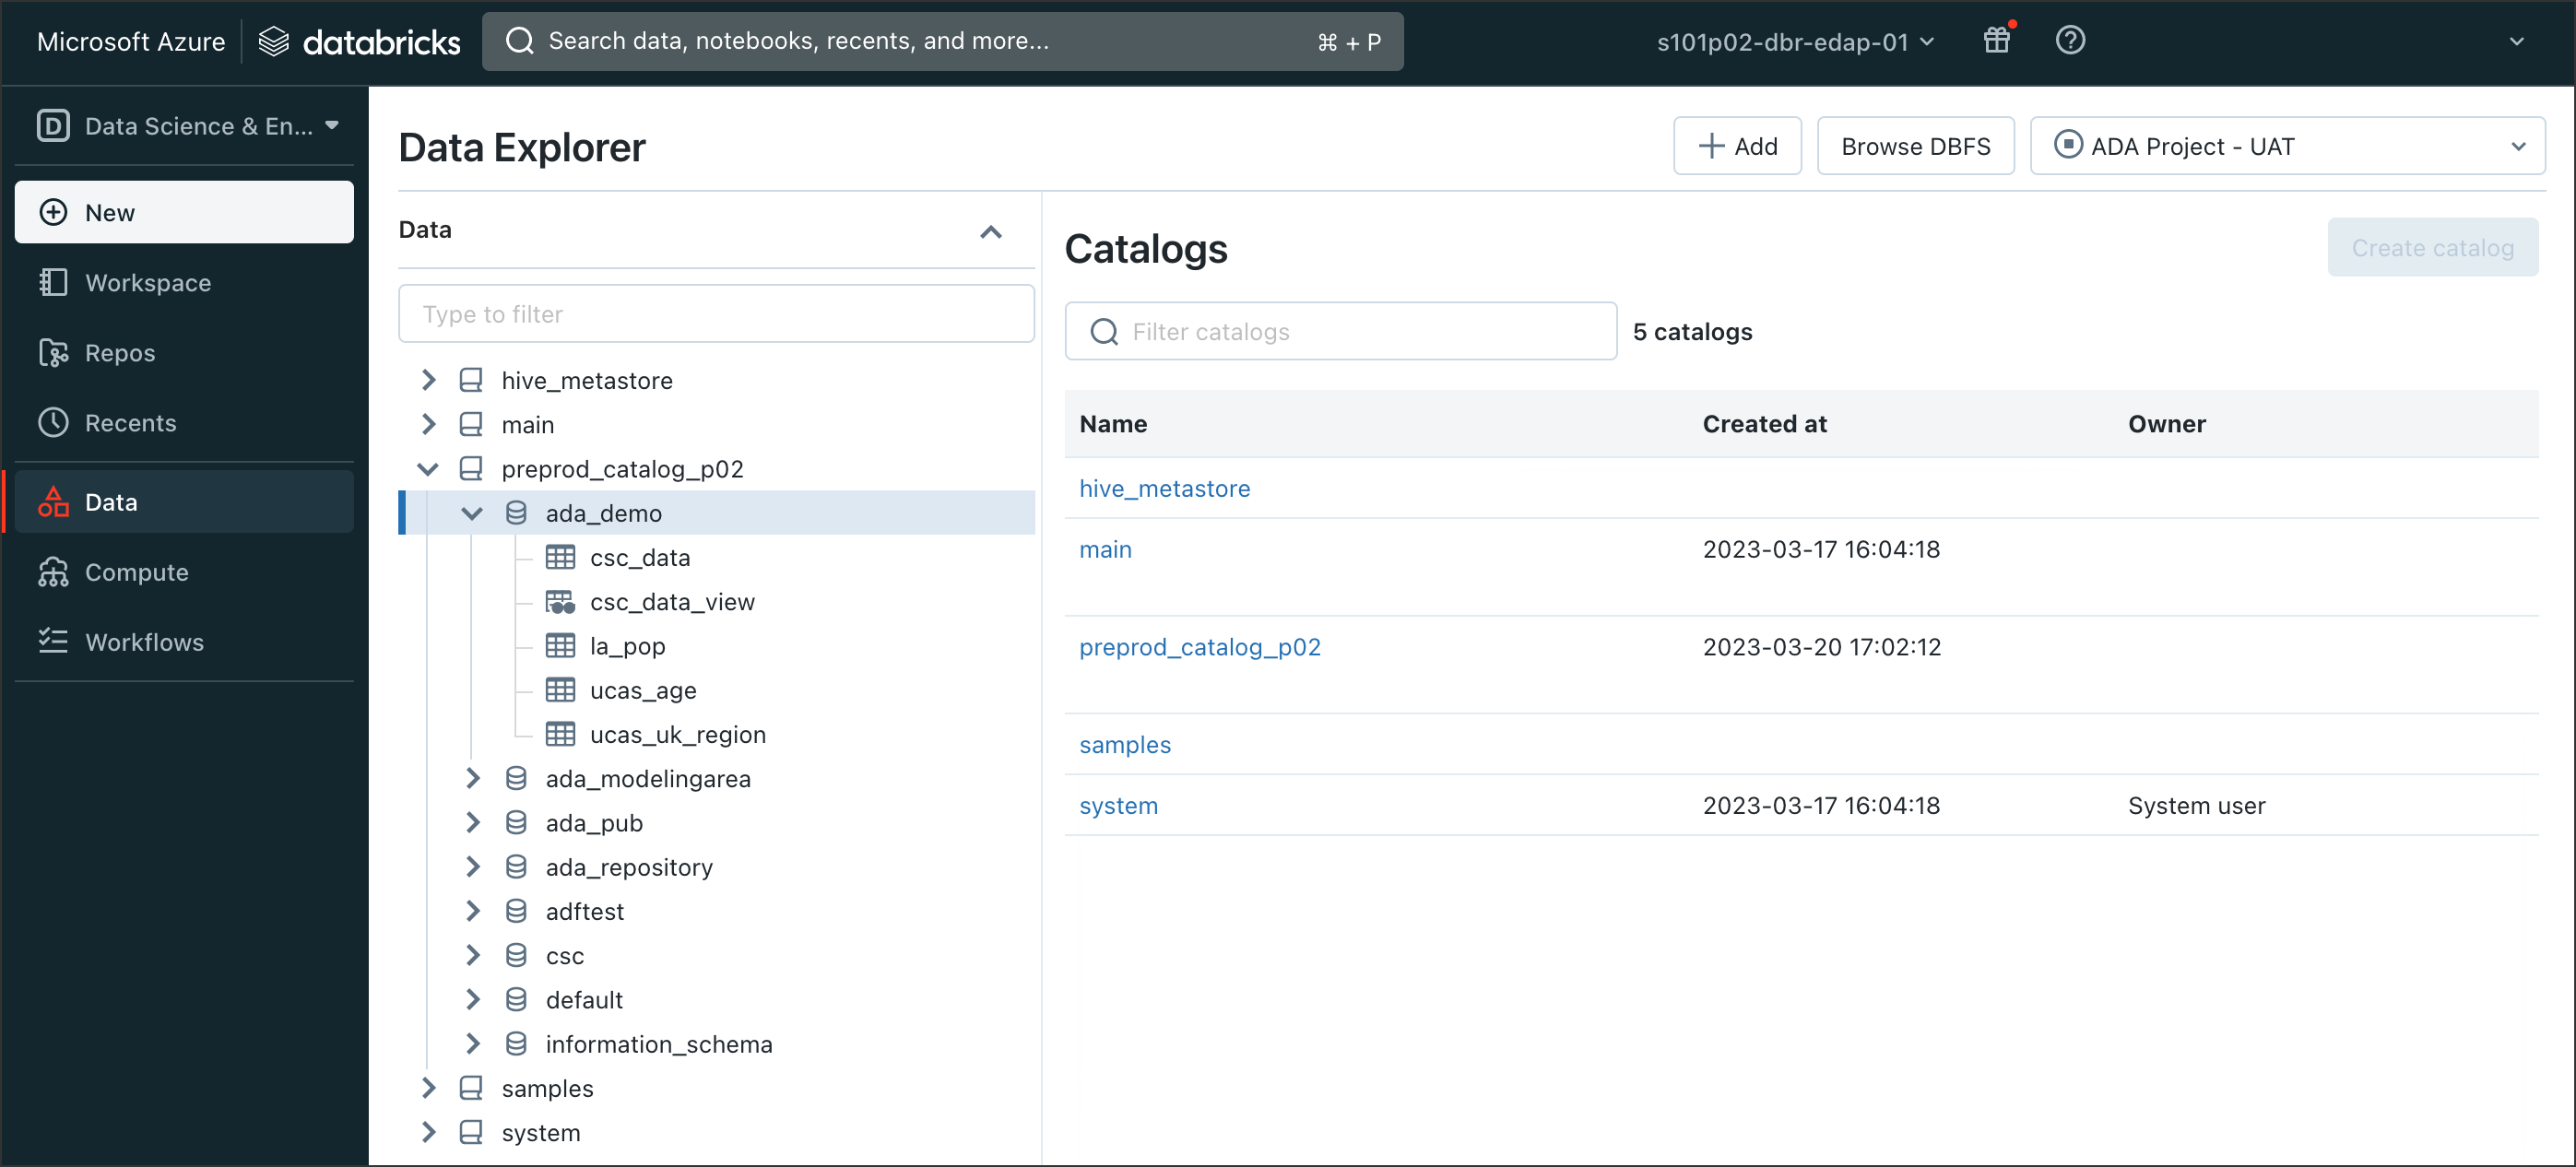 Microsoft Azure databricks Search data, notebooks, recents, and more... ⌘ + P s101p02-dbr-edap-01
D Data Science & En...
New
Workspace
Repos
Recents
Data
Compute
Workflows
Data Explorer
+ Add Browse DBFS ADA Project - UAT
Data
Type to filter
hive_metastore
main
preprod_catalog_p02
ada_demo
csc_data
csc_data_view
la_pop
ucas_age
ucas_uk_region
ada_modelingarea
ada_pub
ada_repository
adftest
csc
default
information_schema
samples
system
Catalogs
Create catalog
Filter catalogs 5 catalogs
Name Created at Owner
hive_metastore
main 2023-03-17 16:04:18
preprod_catalog_p02 2023-03-20 17:02:12
samples
system 2023-03-17 16:04:18 System user